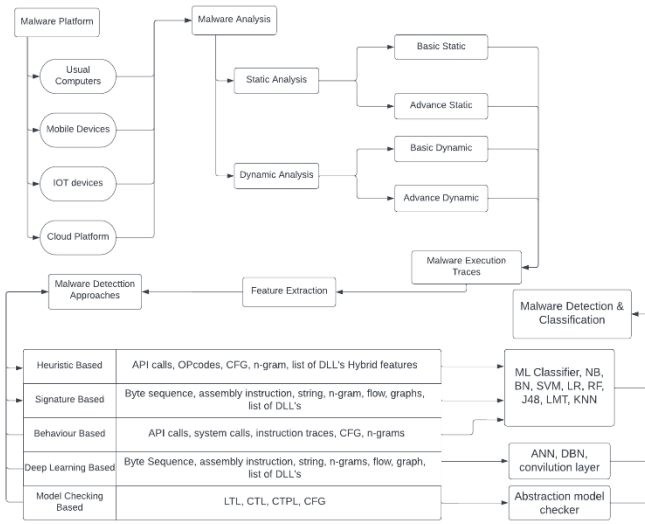 Malware Platform
Malware Analysis
Usual
Computers
Mobile Devices
IOT devices
Cloud Platform
Static Analysis
Dynamic Analysis
Basic Static
Advance Static
Basic Dynamic
Advance Dynamic
Malware Execution
Traces
Feature Extraction
Malware Detecttion
Approaches
Malware Detection &
Classification
Heuristic Based
API calls, OPcodes, CFG, n-gram, list of DLL's Hybrid features
Signature Based
Byte sequence, assembly instruction, string, n-gram, flow, graphs,
list of DLL's
Behaviour Based
API calls, system calls, instruction traces, CFG, n-grams
Deep Learning Based
Byte Sequence, assembly instruction, string, n-grams, flow, graph,
list of DLL's
Model Checking
Based
LTL, CTL, CTPL, CFG
ML Classifier, NB,
BN, SVM, LR, RF,
J48, LMT, KNN
ANN, DBN,
convilution layer
Abstraction model
checker